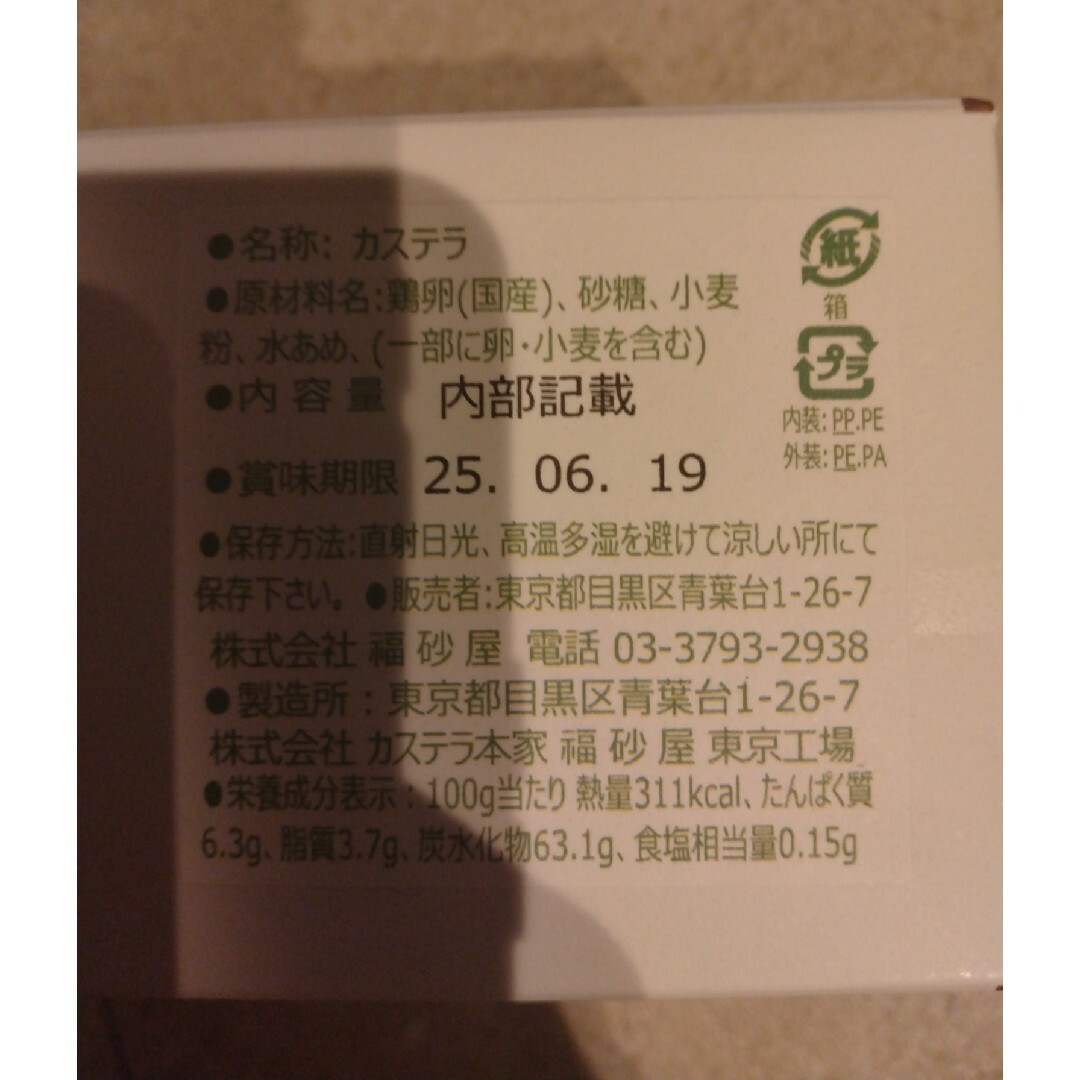 ●名称: カステラ
●原材料名:鶏卵(国産)、砂糖、小麦
粉、水あめ、(一部に卵・小麦を含む)
●内容量 内部記載
●賞味期限 25. 06. 19
●保存方法:直射日光、高温多湿を避けて涼しい所にて
保存下さい。●販売者:東京都目黒区青葉台1-26-7
株式会社 福砂屋 電話 03-3793-2938
●製造所:東京都目黒区青葉台1-26-7
株式会社 カステラ本家 福砂屋 東京工場
●栄養成分表示:100g当たり 熱量311kcal、たんぱく質
6.3g、脂質3.7g、炭水化物63.1g、食塩相当量0.15g
紙
箱
プラ
内装:PP.PE
外装:PE.PA